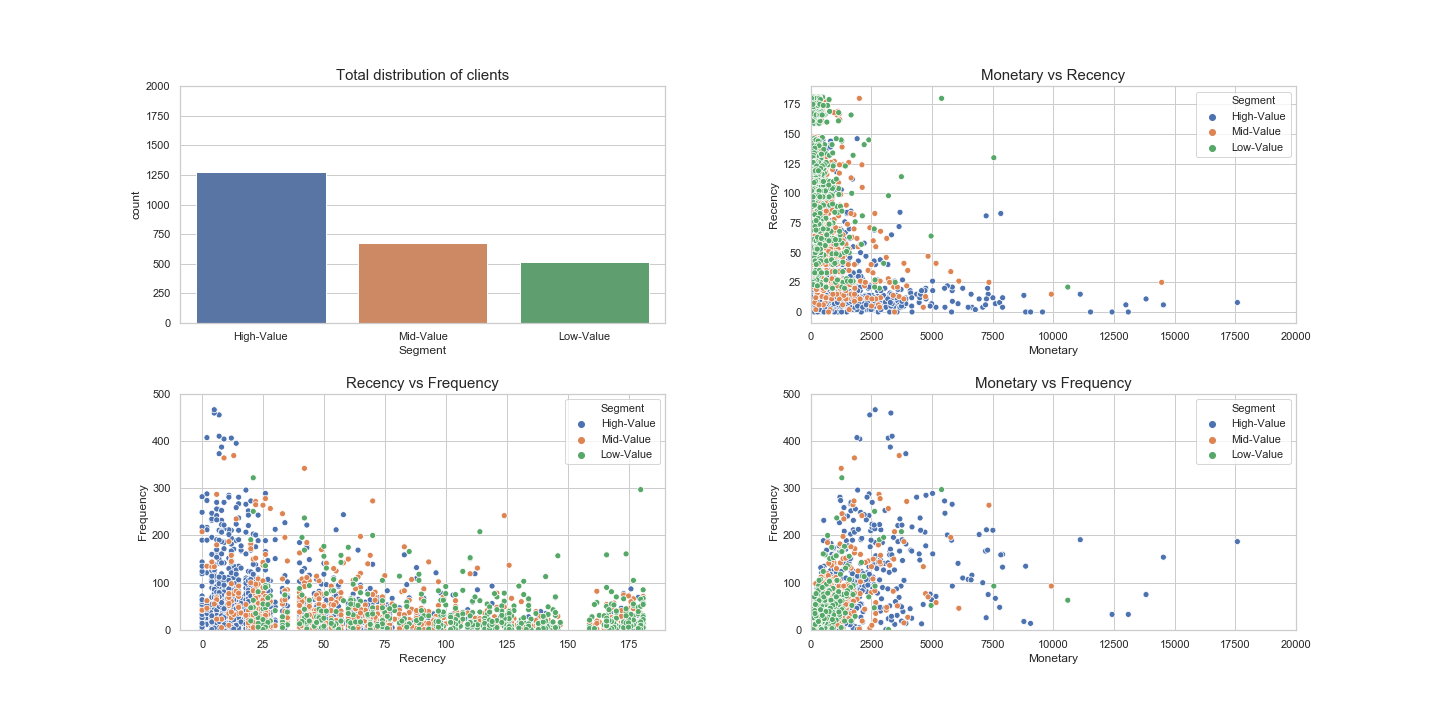 Total distribution of clients
2000
1750
1500
1250
1000
750
500
250
0
count
High-Value Mid-Value Low-Value
Segment
Monetary vs Recency
175
150
125
100
75
50
25
0
Recency
Segment
High-Value
Mid-Value
Low-Value
0 2500 5000 7500 10000 12500 15000 17500 20000
Monetary
Recency vs Frequency
500
400
300
200
100
0
Frequency
Segment
High-Value
Mid-Value
Low-Value
0 25 50 75 100 125 150 175
Recency
Monetary vs Frequency
500
400
300
200
100
0
Frequency
Segment
High-Value
Mid-Value
Low-Value
0 2500 5000 7500 10000 12500 15000 17500 20000
Monetary